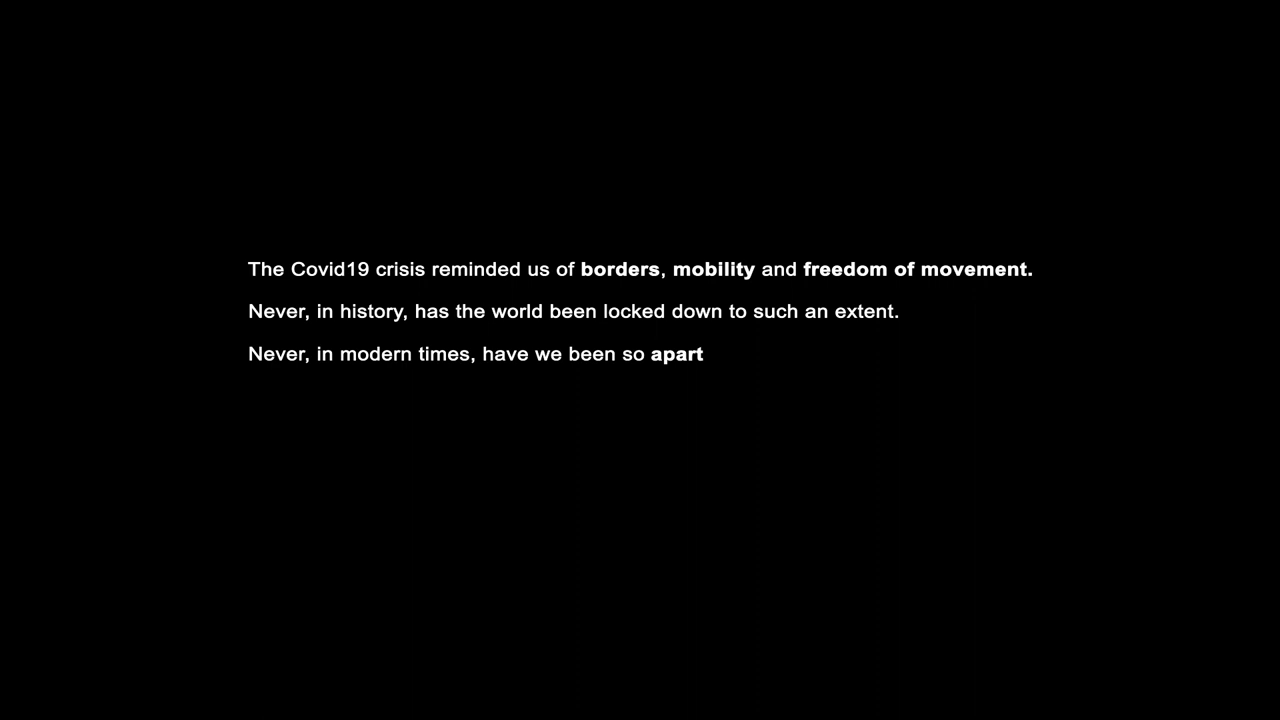 The Covid19 crisis reminded us of borders, mobility and freedom of movement.
Never, in history, has the world been locked down to such an extent.
Never, in modern times, have we been so apart